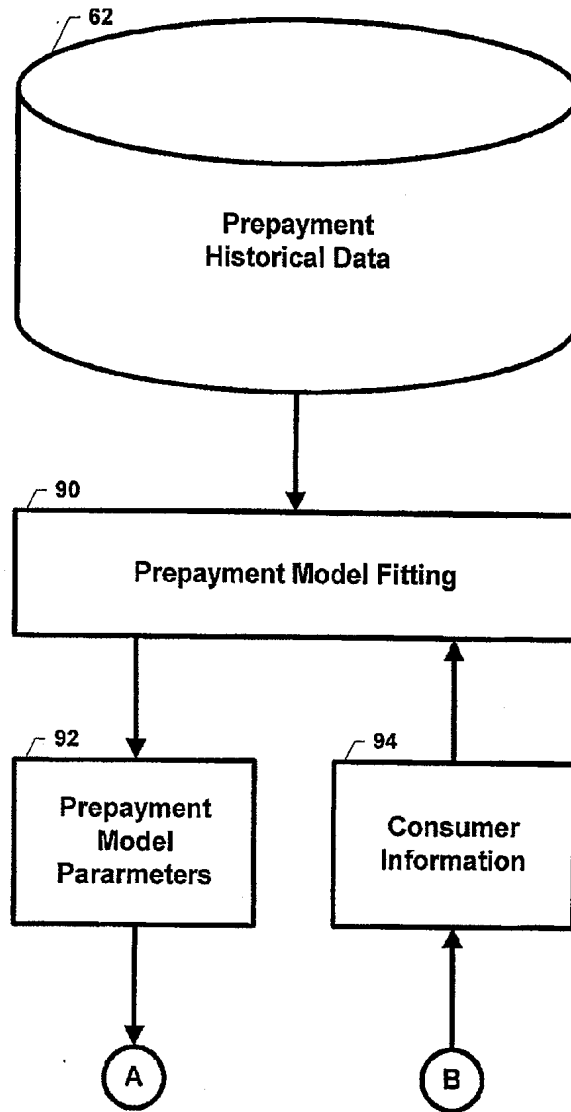 62
Prepayment
Historical Data
90
Prepayment Model Fitting
92
Prepayment
Model
Pararmeters
94
Consumer
Information
A
B